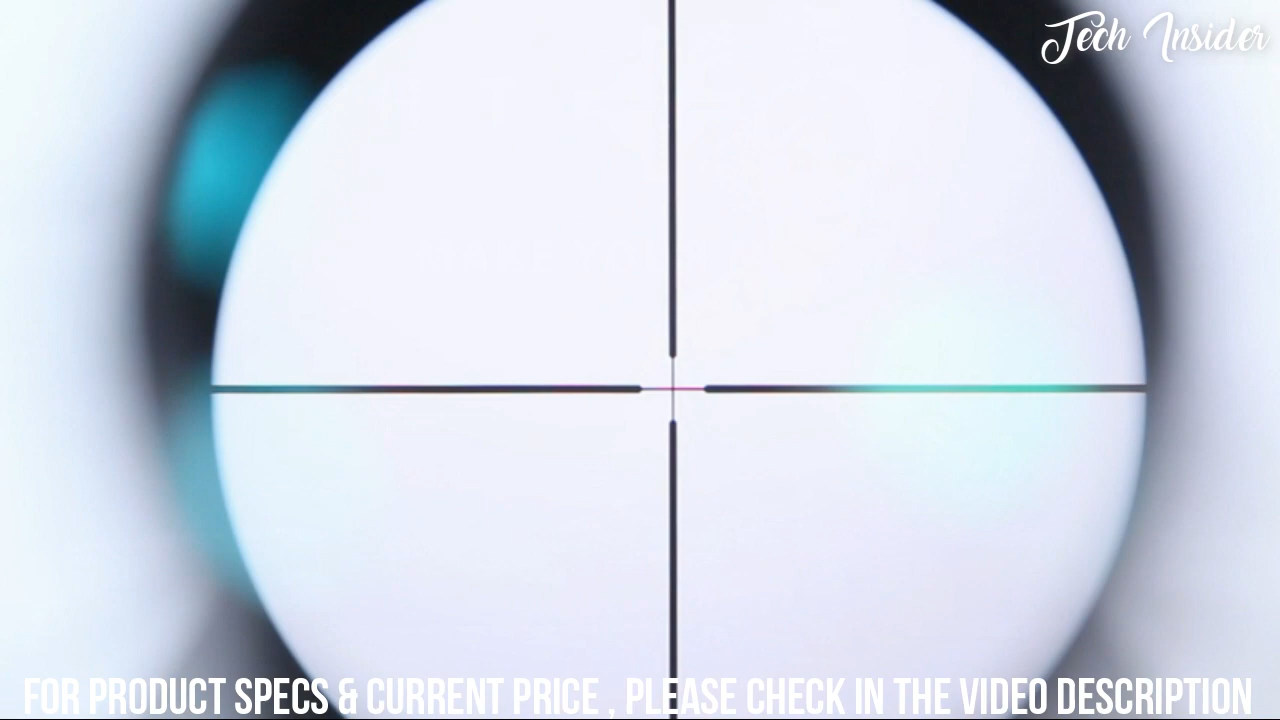 Tech Insider
FOR PRODUCT SPECS & CURRENT PRICE , PLEASE CHECK IN THE VIDEO DESCRIPTION